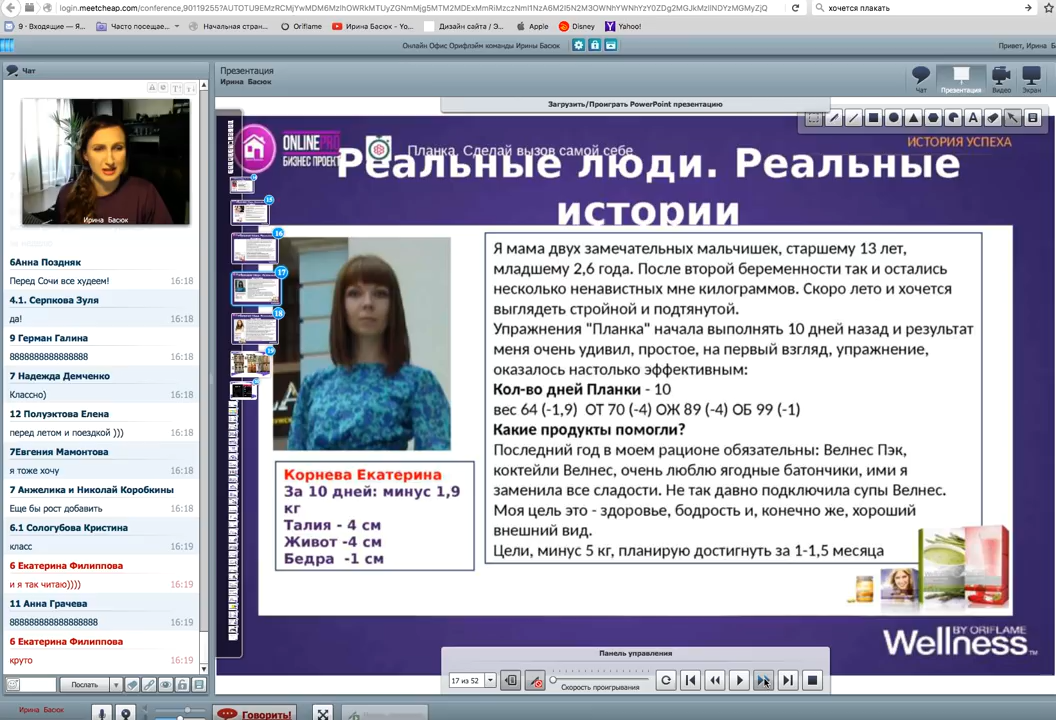 login.meetcheap.com/conference,90119255?AUTOTU9EMzRCMjYwMDM6MzIhOWRkMTUyZGNmMjg5MTM2MDExMmRiMzczNmI1NzA6M2I5N2M3OWNhYWNhYzY0ZDg2MGJkMzllNDYzMGYyZjQ
хочется плакать
9 - Входящие — Я...
Часто посещае...
Начальная стран...
Oriflame
Ирина Басюк - Yo...
Дизайн сайта / Э...
Apple
Disney
Yahoo!
Онлайн Офис Орифлэйм команды Ирины Басюк
Привет, Ирина Б
Чат
Презентация
Ирина Басюк
Чат
Презентация
Видео
Экран
Загрузить/Проиграть PowerPoint презентацию
Ирина Басюк
6Анна Поздняк
Перед Сочи все худеем! 16:18
4.1. Серпкова Зуля
да! 16:18
9 Герман Галина
8888888888888888 16:18
7 Надежда Демченко
Классно) 16:18
12 Полуэктова Елена
перед летом и поездкой ))) 16:18
7Евгения Мамонтова
я тоже хочу 16:18
7 Анжелика и Николай Коробкины
Еще бы рост добавить 16:18
6.1 Сологубова Кристина
класс 16:19
6 Екатерина Филиппова
и я так читаю)))) 16:19
11 Анна Грачева
888888888888888888 16:19
6 Екатерина Филиппова
круто 16:19
Послать
Ирина Басюк
Говорить!
15
16
17
18
19
ONLINEPRO
БИЗНЕС ПРОЕКТ
Планка. Сделай вызов самой себе
ИСТОРИЯ УСПЕХА
Реальные люди. Реальные
истории
Я мама двух замечательных мальчишек, старшему 13 лет,
младшему 2,6 года. После второй беременности так и остались
несколько ненавистных мне килограммов. Скоро лето и хочется
выглядеть стройной и подтянутой.
Упражнения "Планка" начала выполнять 10 дней назад и результат
меня очень удивил, простое, на первый взгляд, упражнение,
оказалось настолько эффективным:
Кол-во дней Планки - 10
вес 64 (-1,9) ОТ 70 (-4) ОЖ 89 (-4) ОБ 99 (-1)
Какие продукты помогли?
Последний год в моем рационе обязательны: Велнес Пэк,
коктейли Велнес, очень люблю ягодные батончики, ими я
заменила все сладости. Не так давно подключила супы Велнес.
Моя цель это - здоровье, бодрость и, конечно же, хороший
внешний вид.
Цели, минус 5 кг, планирую достигнуть за 1-1,5 месяца
Корнева Екатерина
За 10 дней: минус 1,9
кг
Талия - 4 см
Живот -4 см
Бедра -1 см
Wellness™
BY ORIFLAME
Панель управления
17 из 52
Скорость проигрывания